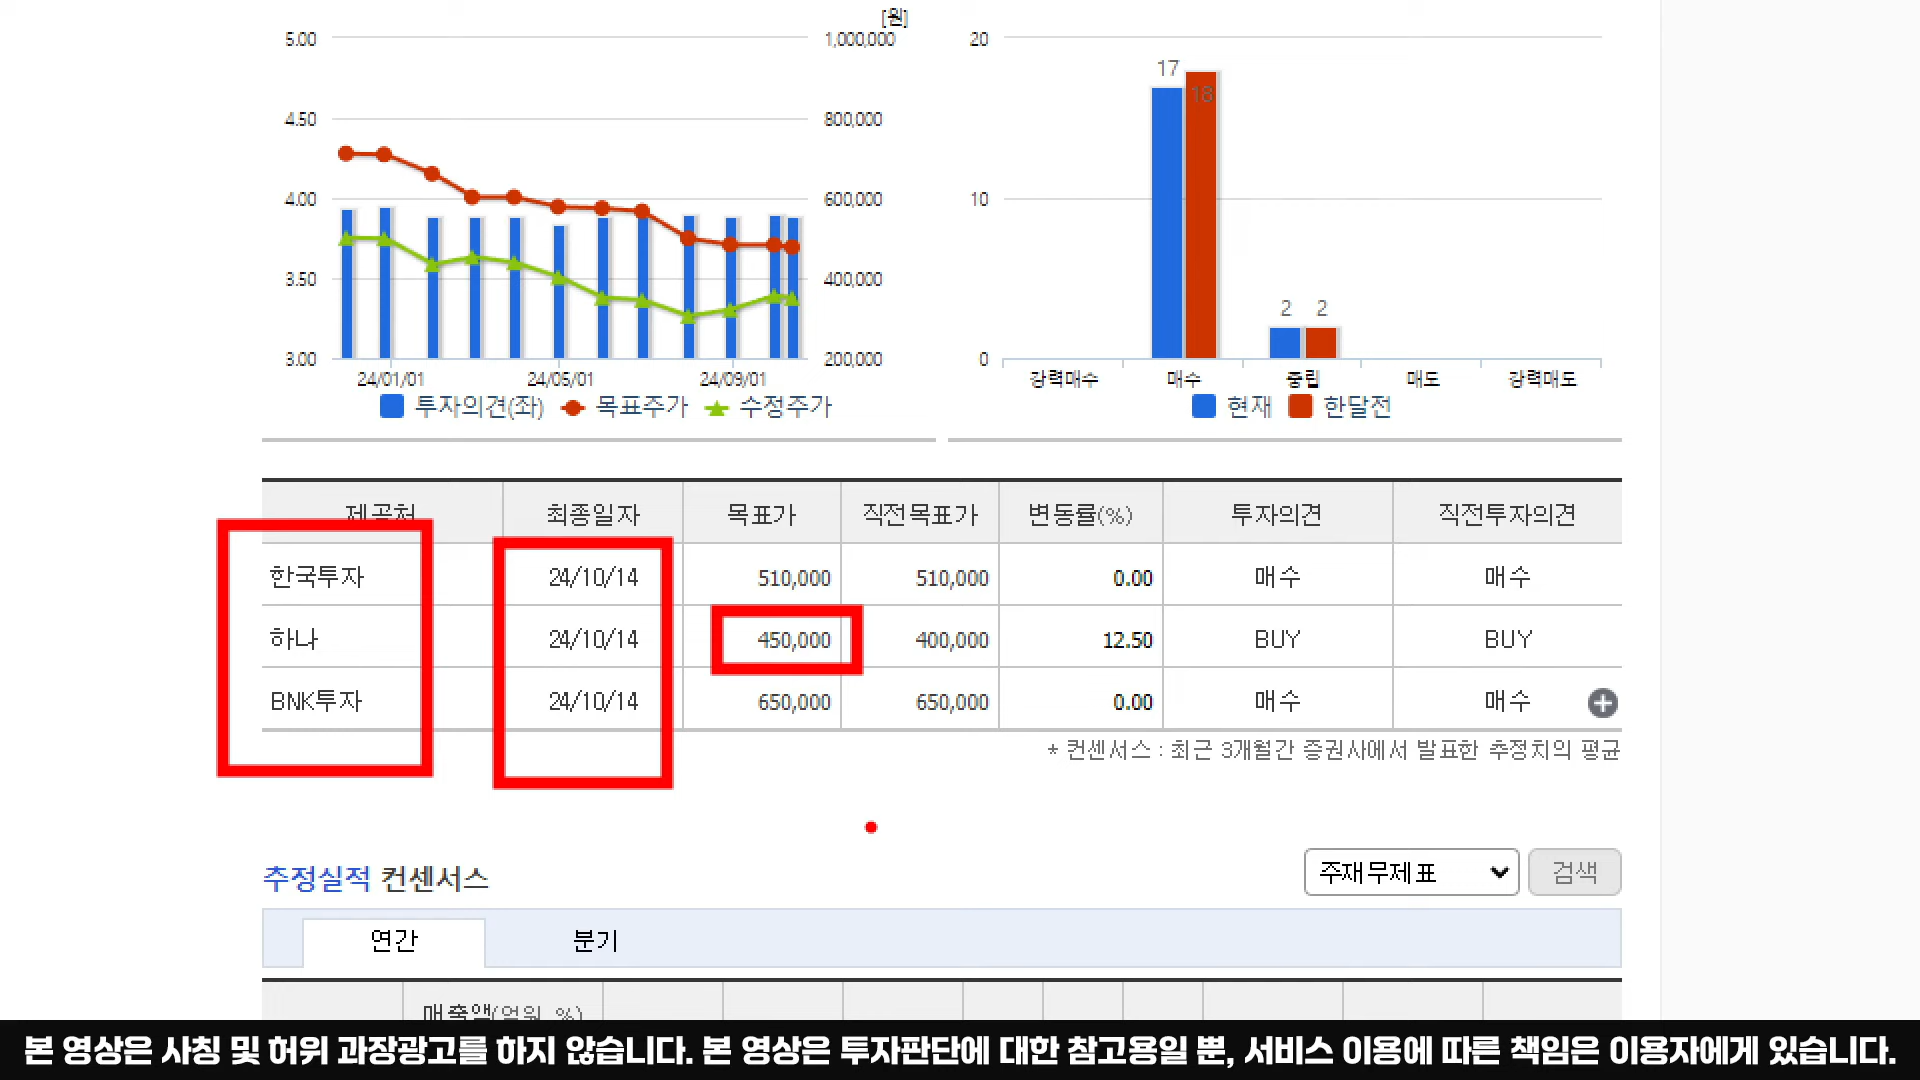 [원]
5.00 1,000,000
4.50 800,000
4.00 600,000
3.50 400,000
3.00 200,000
24/01/01 24/05/01 24/09/01
투자의견(좌) 목표주가 수정주가
20
17
18
10
2 2
0
강력매수 매수 중립 매도 강력매도
현재 한달전
제공처 최종일자 목표가 직전목표가 변동률(%) 투자의견 직전투자의견
한국투자 24/10/14 510,000 510,000 0.00 매수 매수
하나 24/10/14 450,000 400,000 12.50 BUY BUY
BNK투자 24/10/14 650,000 650,000 0.00 매수 매수
* 컨센서스 : 최근 3개월간 증권사에서 발표한 추정치의 평균
추정실적 컨센서스
주재무제표 검색
연간 분기
매출액(억원, %)
본 영상은 사칭 및 허위 과장광고를 하지 않습니다. 본 영상은 투자판단에 대한 참고용일 뿐, 서비스 이용에 따른 책임은 이용자에게 있습니다.